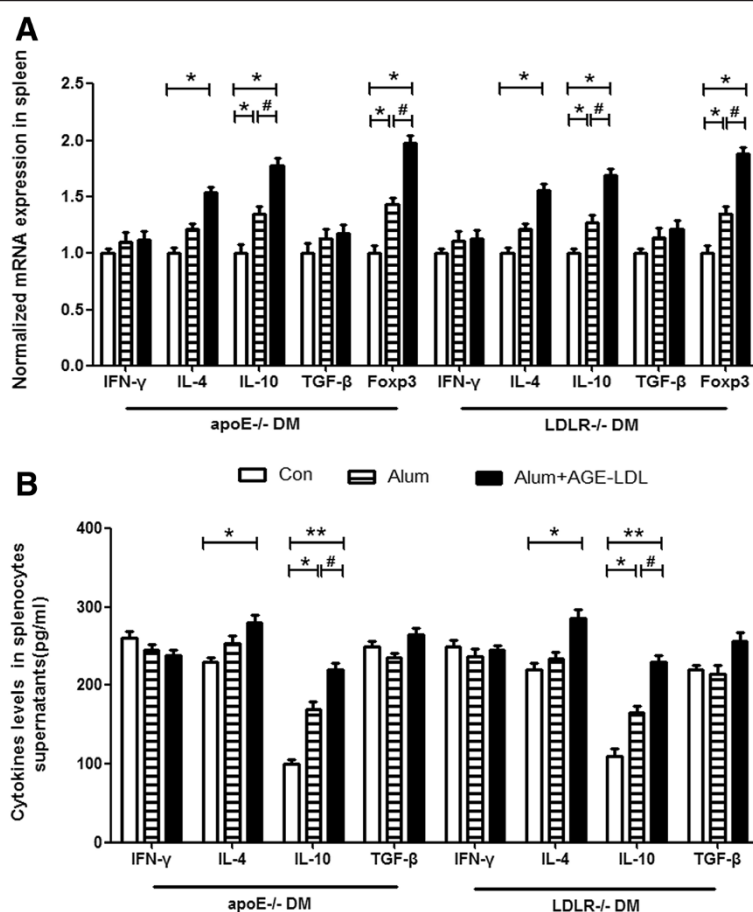 A
Normalized mRNA expression in spleen
2.5
2.0
1.5
1.0
0.5
0.0
* * * * * *
* # * # * # * #
IFN-γ IL-4 IL-10 TGF-β Foxp3 IFN-γ IL-4 IL-10 TGF-β Foxp3
apoE-/- DM LDLR-/- DM
Con Alum Alum+AGE-LDL
B
Cytokines levels in splenocytes
supernatants(pg/ml)
400
300
200
100
0
* ** * **
* # * #
IFN-γ IL-4 IL-10 TGF-β IFN-γ IL-4 IL-10 TGF-β
apoE-/- DM LDLR-/- DM